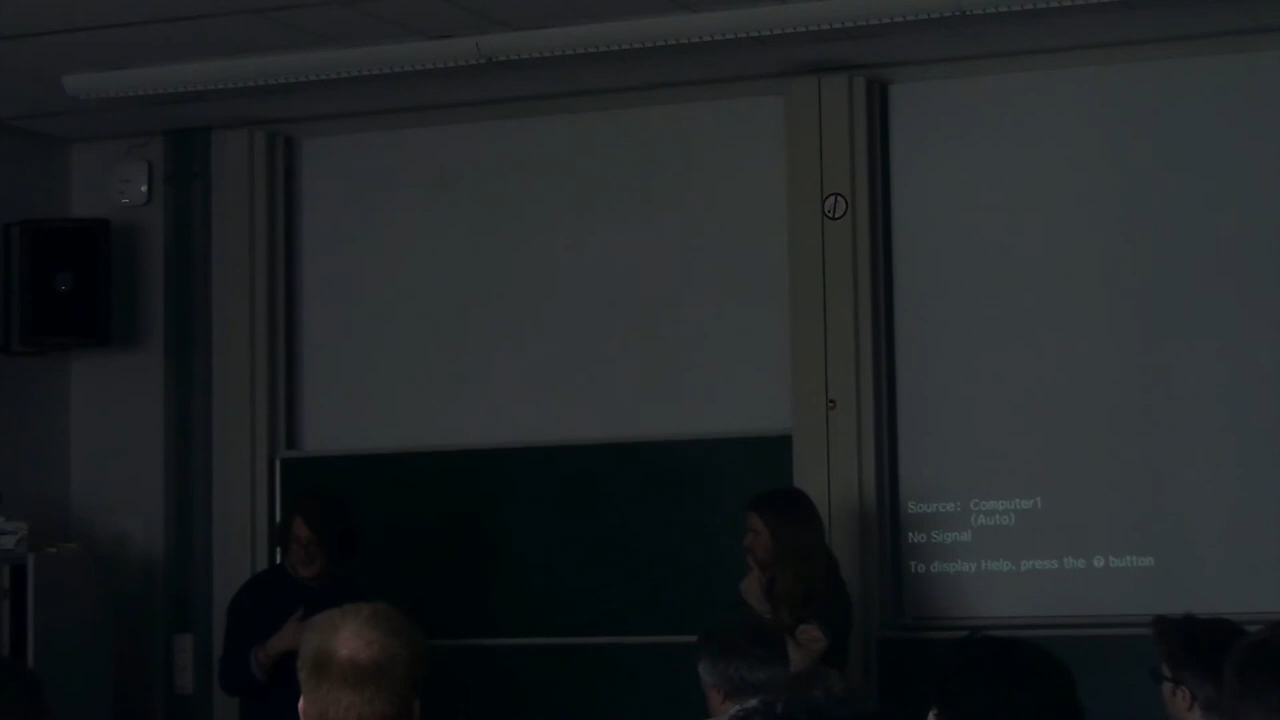 Source: Computer1
(Auto)
No Signal
To display Help, press the ? button